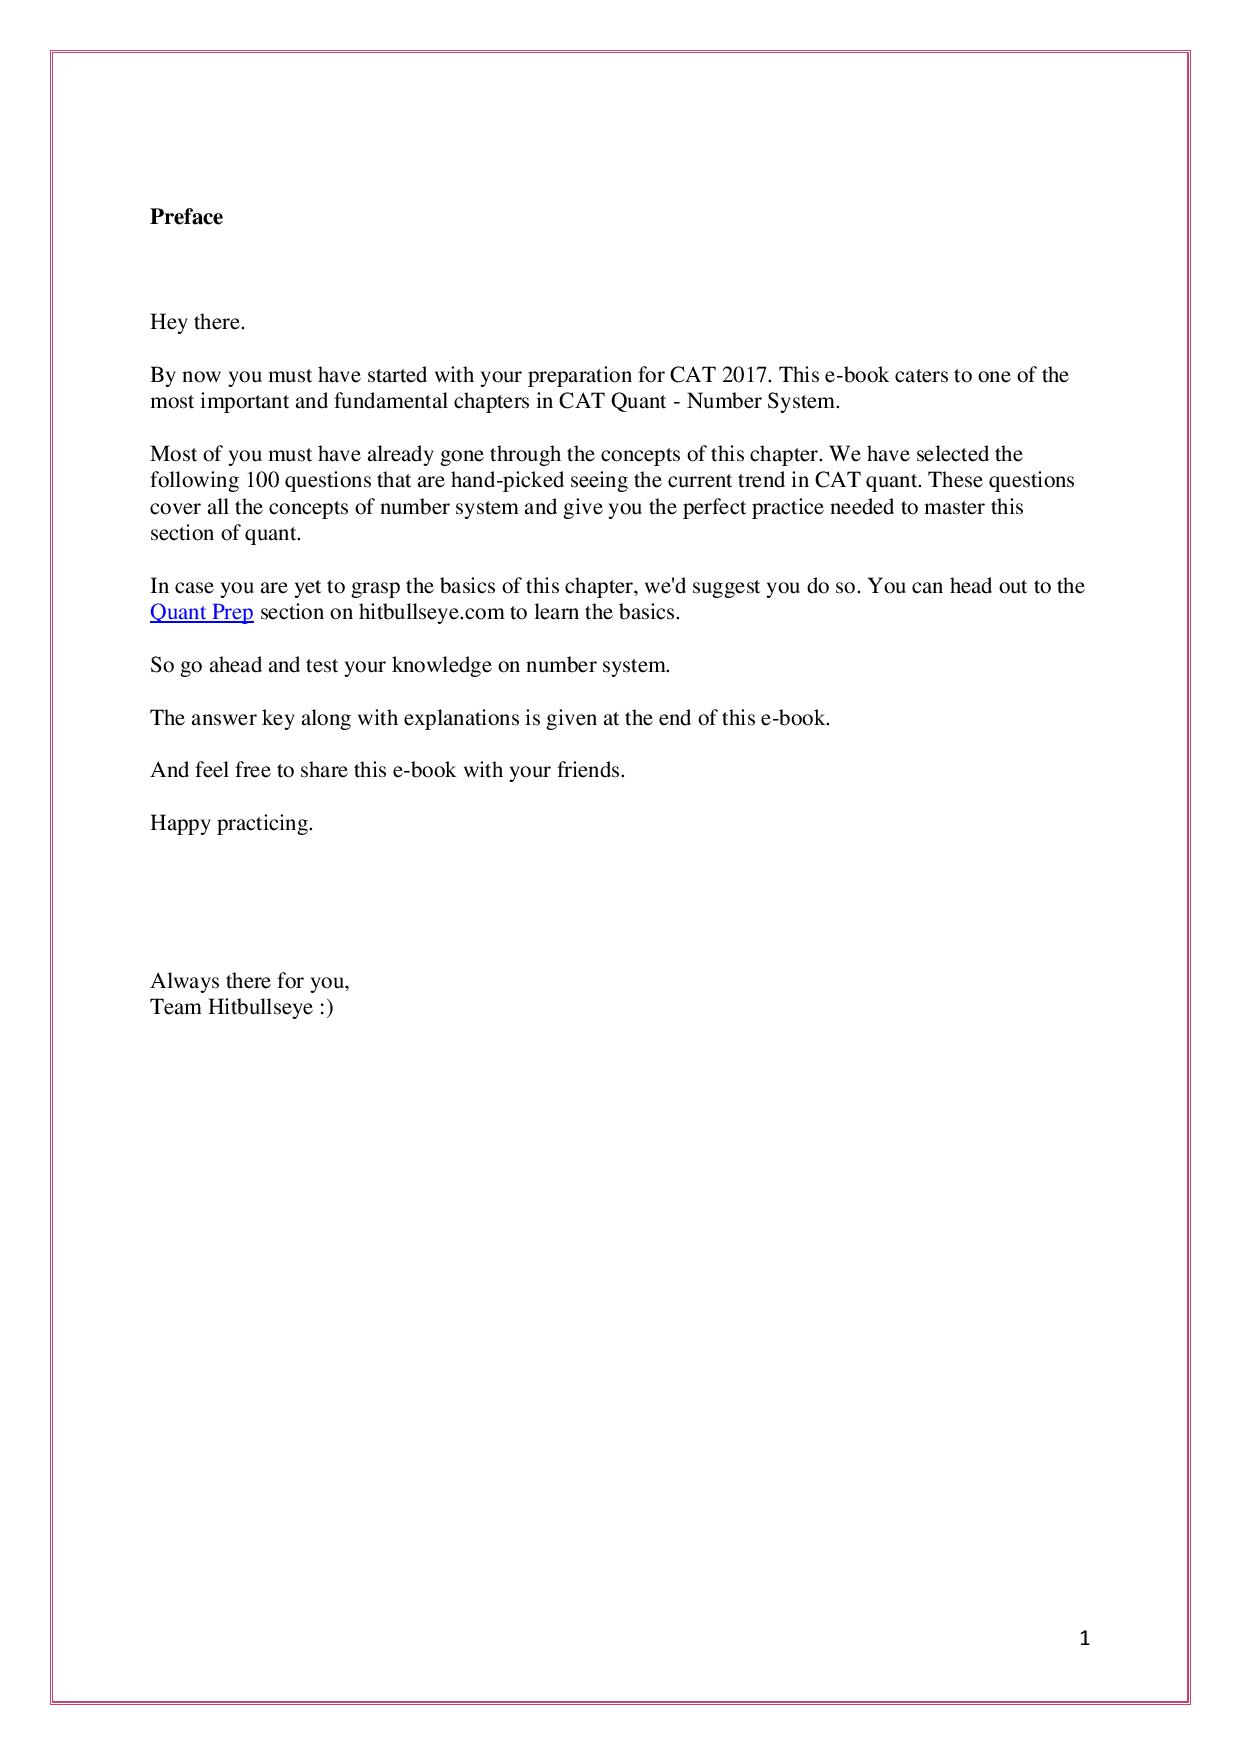 Preface
Hey there.
By now you must have started with your preparation for CAT 2017. This e-book caters to one of the
most important and fundamental chapters in CAT Quant - Number System.
Most of you must have already gone through the concepts of this chapter. We have selected the
following 100 questions that are hand-picked seeing the current trend in CAT quant. These questions
cover all the concepts of number system and give you the perfect practice needed to master this
section of quant.
In case you are yet to grasp the basics of this chapter, we'd suggest you do so. You can head out to the
Quant Prep section on hitbullseye.com to learn the basics.
So go ahead and test your knowledge on number system.
The answer key along with explanations is given at the end of this e-book.
And feel free to share this e-book with your friends.
Happy practicing.
Always there for you,
Team Hitbullseye :)
1